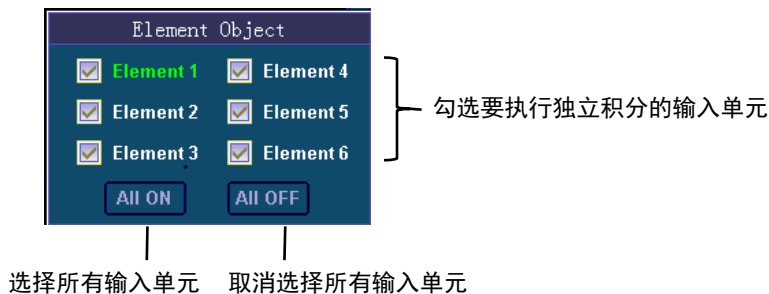 Element Object
Element 1 Element 4
Element 2 Element 5
Element 3 Element 6
勾选要执行独立积分的输入单元
All ON All OFF
选择所有输入单元 取消选择所有输入单元